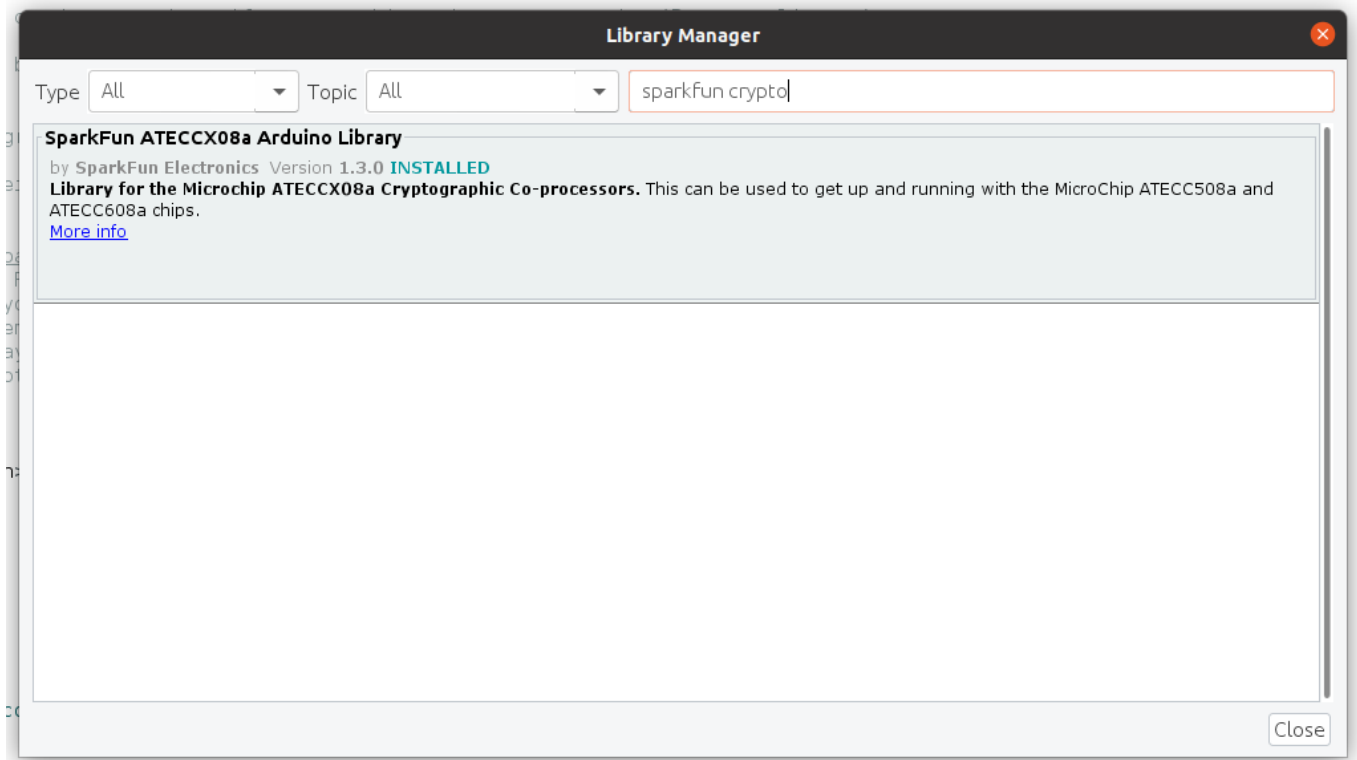 Library Manager
Type All Topic All sparkfun crypto
SparkFun ATECCX08a Arduino Library
by SparkFun Electronics Version 1.3.0 INSTALLED
Library for the Microchip ATECCX08a Cryptographic Co-processors. This can be used to get up and running with the MicroChip ATECC508a and
ATECC608a chips.
More info
Close